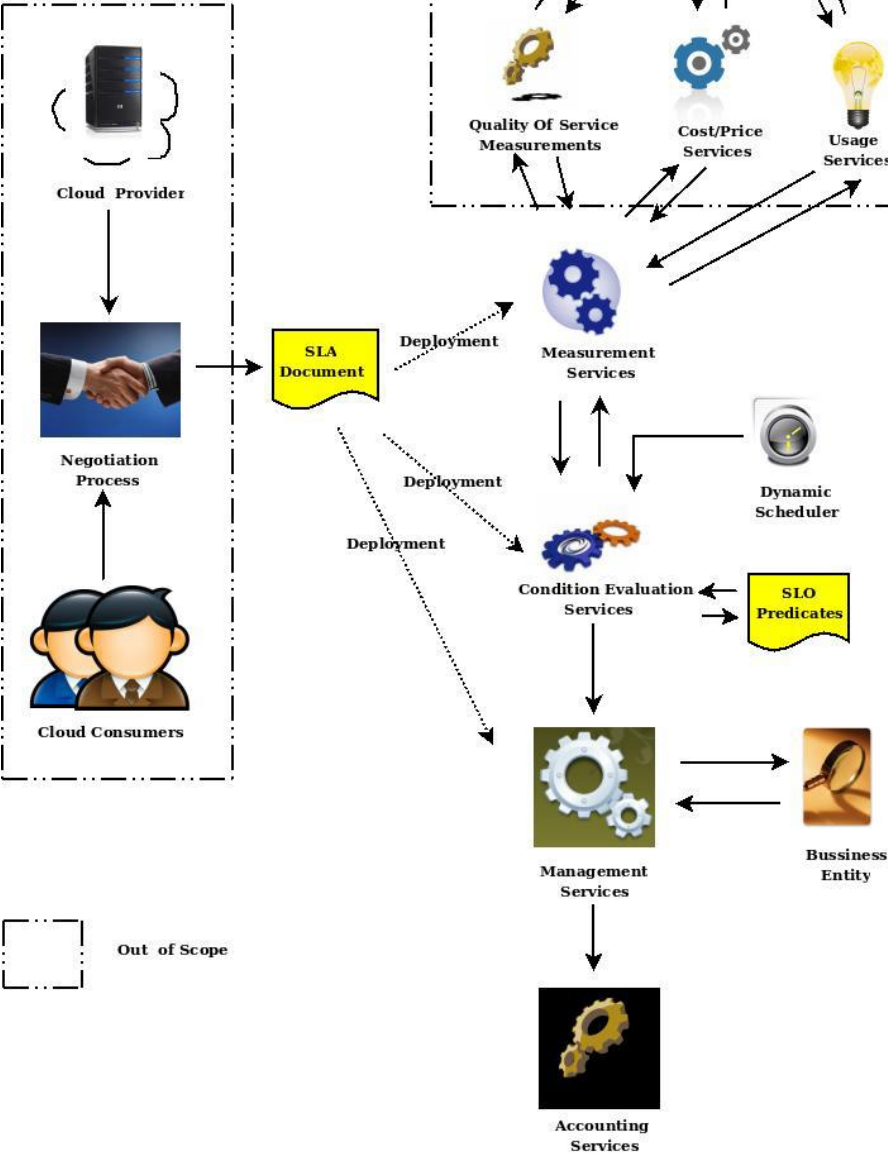 Quality Of Service
Measurements
Cost/Price
Services
Usage
Services
Cloud Provider
SLA
Document
Deployment
Measurement
Services
Negotiation
Process
Deployment
Dynamic
Scheduler
Deployment
Condition Evaluation
Services
SLO
Predicates
Cloud Consumers
Management
Services
Bussiness
Entity
Out of Scope
Accounting
Services